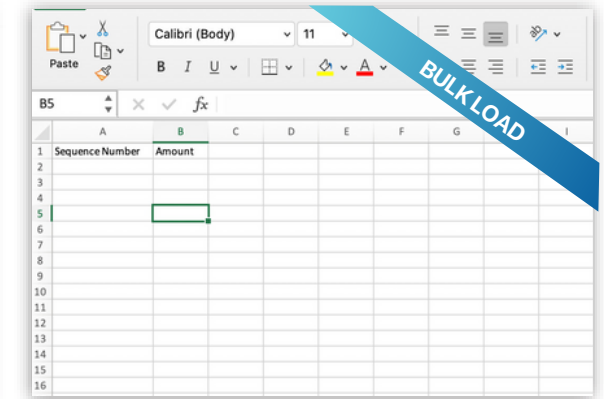 Calibri (Body) 11
Paste B I U A
BULK LOAD
B5 fx
A B C D E F G I
1 Sequence Number Amount
2
3
4
5
6
7
8
9
10
11
12
13
14
15
16